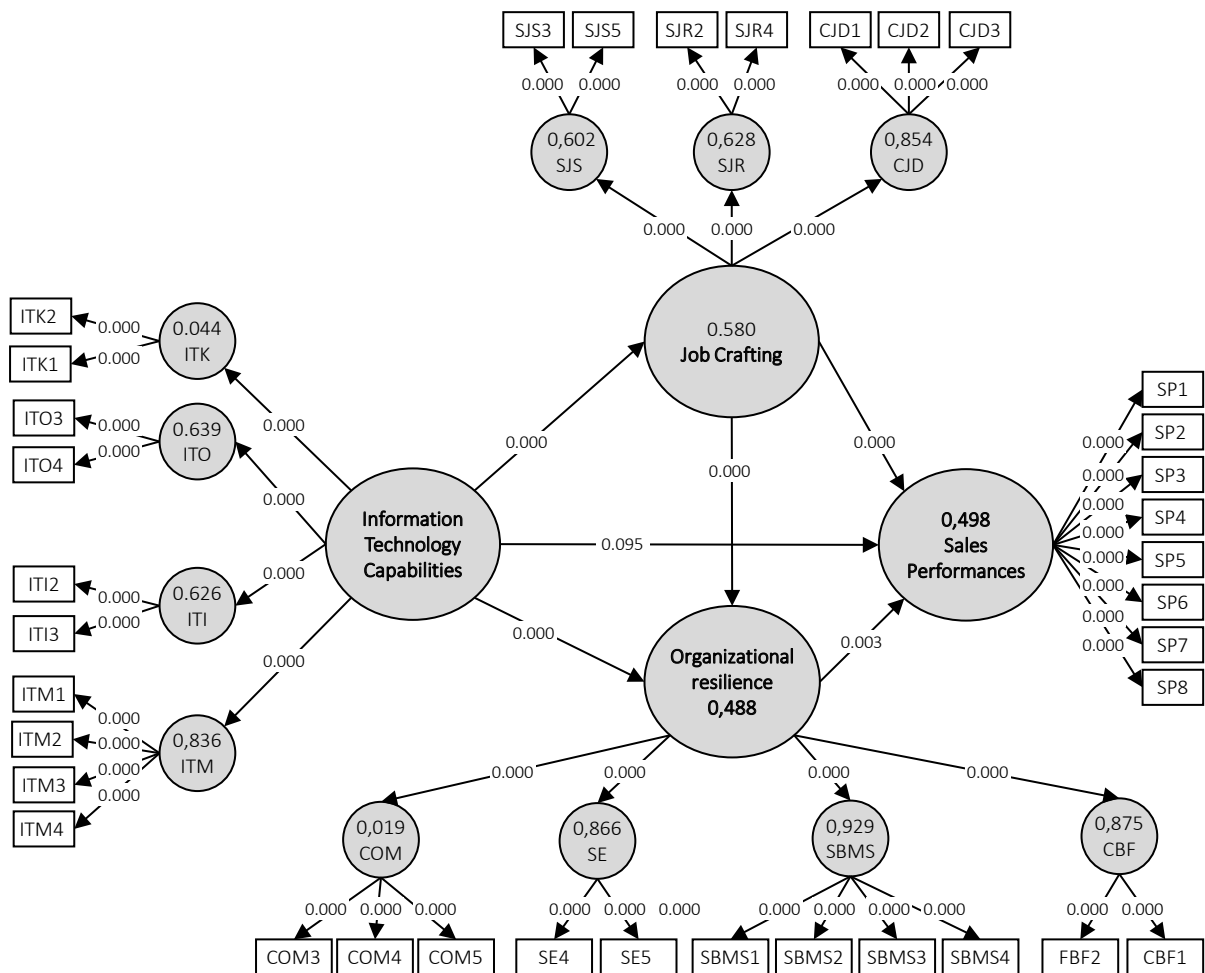 SJS3
SJS5
SJR2
SJR4
CJD1
CJD2
CJD3
0.000
0.000
0.000
0.000
0.000
0.000
0.000
0,602
SJS
0,628
SJR
0,854
CJD
0.000
0.000
0.000
0.580
Job Crafting
ITK2
ITK1
0.000
0.000
0.044
ITK
ITO3
ITO4
0.000
0.000
0.639
ITO
ITI2
ITI3
0.000
0.000
0.626
ITI
ITM1
ITM2
ITM3
ITM4
0.000
0.000
0.000
0.000
0,836
ITM
0.000
0.000
0.000
0.000
Information
Technology
Capabilities
0.000
0.000
0.000
0.095
0.000
0.003
0,498
Sales
Performances
0.000
0.000
0.000
0.000
0.000
0.000
0.000
0.000
SP1
SP2
SP3
SP4
SP5
SP6
SP7
SP8
Organizational
resilience
0,488
0.000
0.000
0.000
0.000
0,019
COM
0,866
SE
0,929
SBMS
0,875
CBF
0.000
0.000
0.000
0.000
0.000
0.000
0.000
0.000
0.000
0.000
0.000
0.000
COM3
COM4
COM5
SE4
SE5
SBMS1
SBMS2
SBMS3
SBMS4
FBF2
CBF1